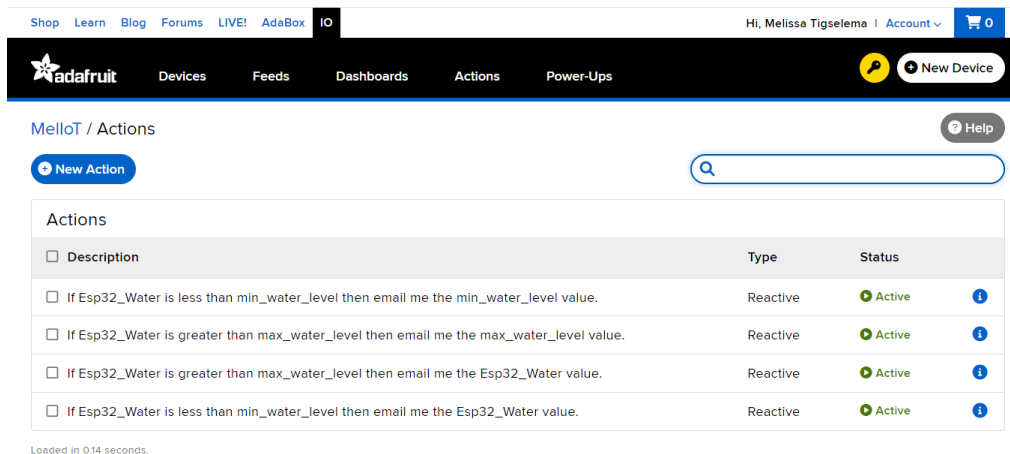 Shop Learn Blog Forums LIVE! AdaBox IO Hi, Melissa Tigselema | Account 0
adafruit Devices Feeds Dashboards Actions Power-Ups New Device
MelloT / Actions Help
New Action
Actions
Description Type Status
If Esp32_Water is less than min_water_level then email me the min_water_level value. Reactive Active
If Esp32_Water is greater than max_water_level then email me the max_water_level value. Reactive Active
If Esp32_Water is greater than max_water_level then email me the Esp32_Water value. Reactive Active
If Esp32_Water is less than min_water_level then email me the Esp32_Water value. Reactive Active
Loaded in 0.14 seconds.